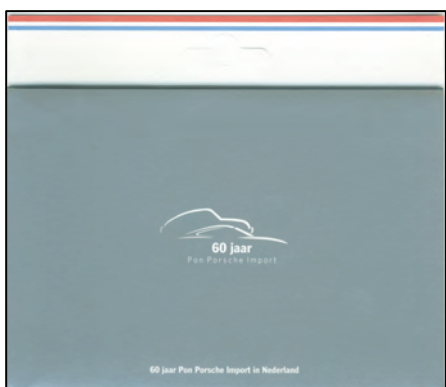 60 jaar
Pon Porsche Import
60 jaar Pon Porsche Import in Nederland